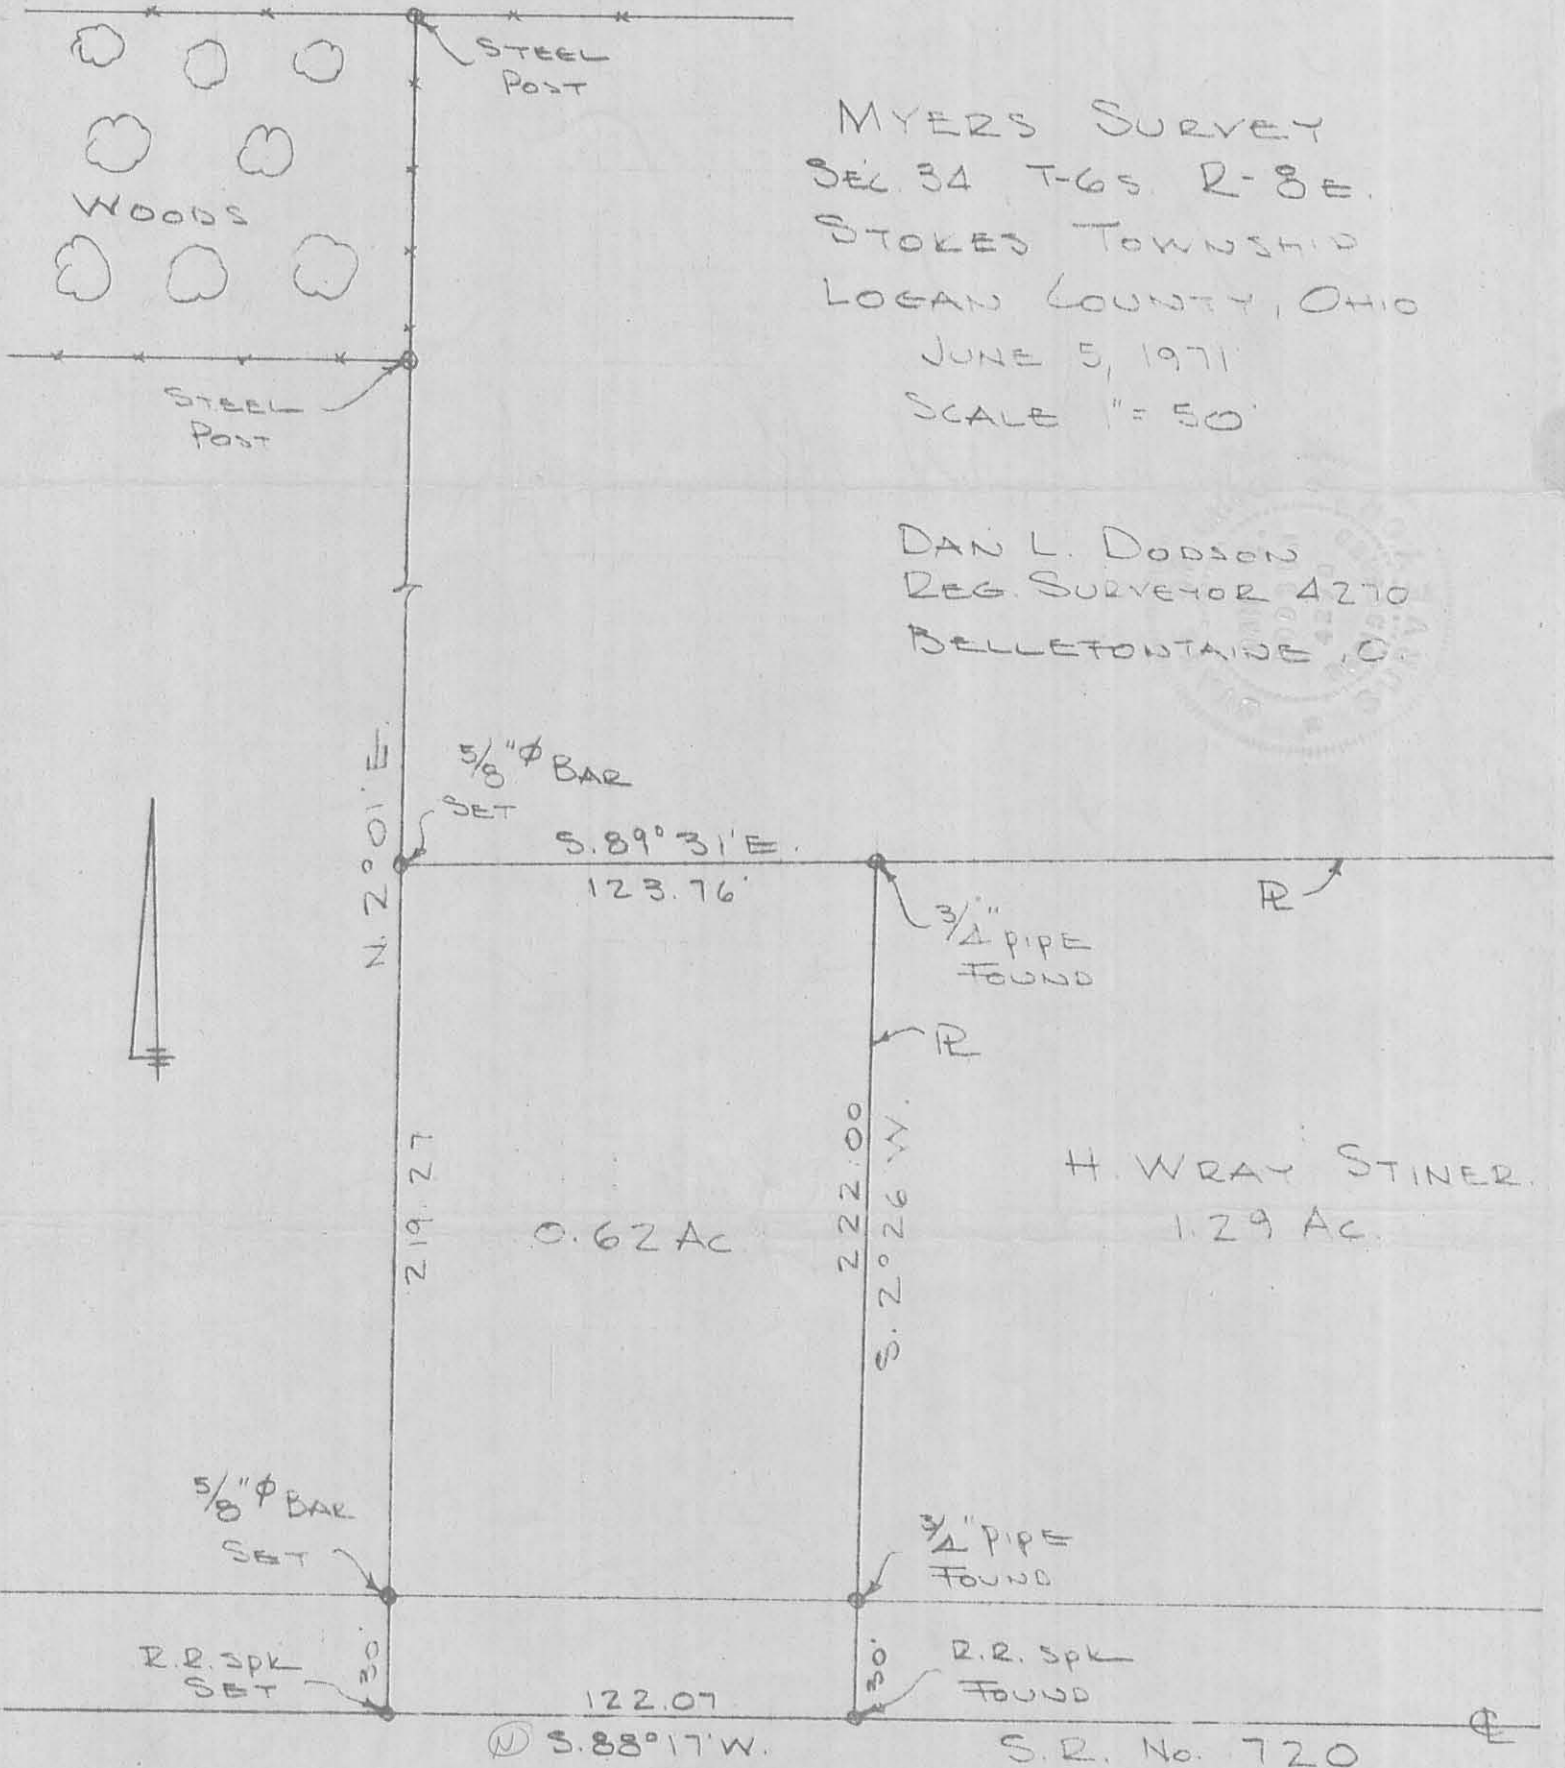 STEEL
POST
MYERS SURVEY
SEC. 34 T-6S. R-8E.
STOKES TOWNSHIP
LOGAN COUNTY, OHIO
JUNE 5, 1971
SCALE 1" = 50'
WOODS
STEEL
POST
DAN L. DODSON
REG. SURVEYOR 4270
BELLEFONTAINE, O.
N. 2° 01' E.
5/8" Φ BAR
SET
S. 89° 31' E.
123.76'
PL
3/4" PIPE
FOUND
PL
219.27
0.62 AC
222.00
S. 2° 26' W.
H. WRAY STINER.
1.29 AC.
5/8" Φ BAR
SET
3/4" PIPE
FOUND
R.R. SPK
SET
30'
30'
R.R. SPK
FOUND
122.07
CL
N S. 88° 17' W.
S.R. No. 720